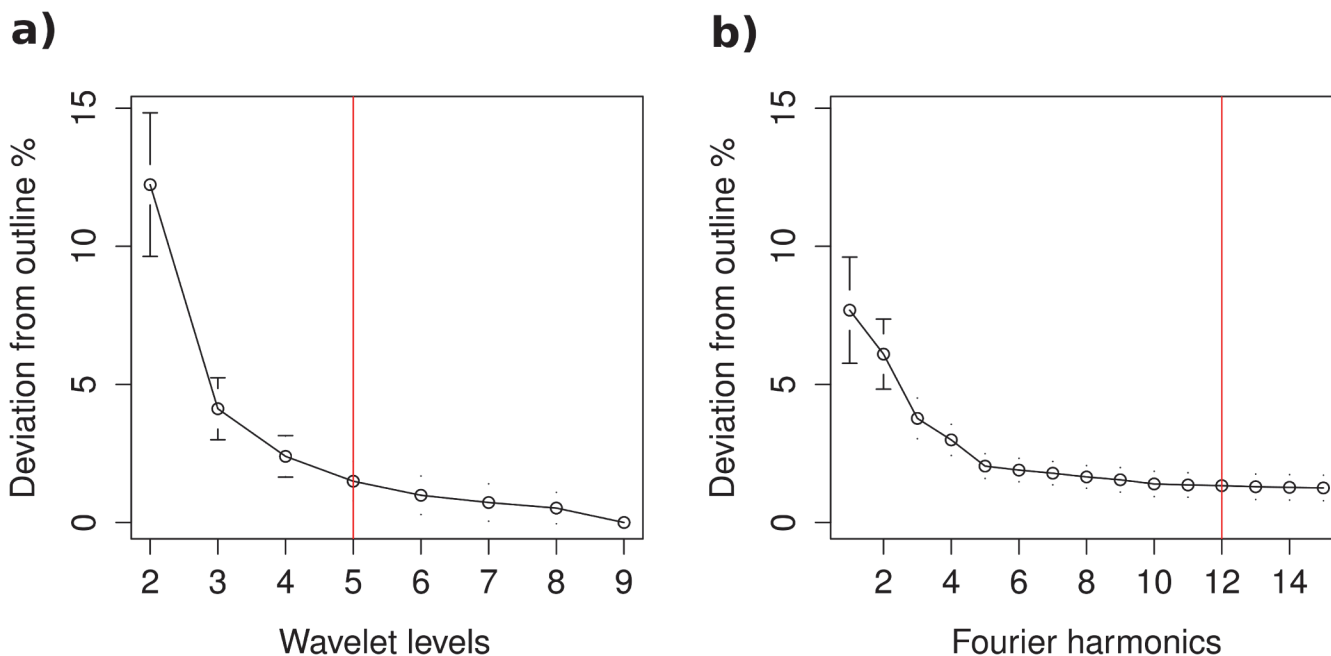 a)
Deviation from outline %
15
10
5
0
2 3 4 5 6 7 8 9
Wavelet levels
b)
Deviation from outline %
15
10
5
0
2 4 6 8 10 12 14
Fourier harmonics